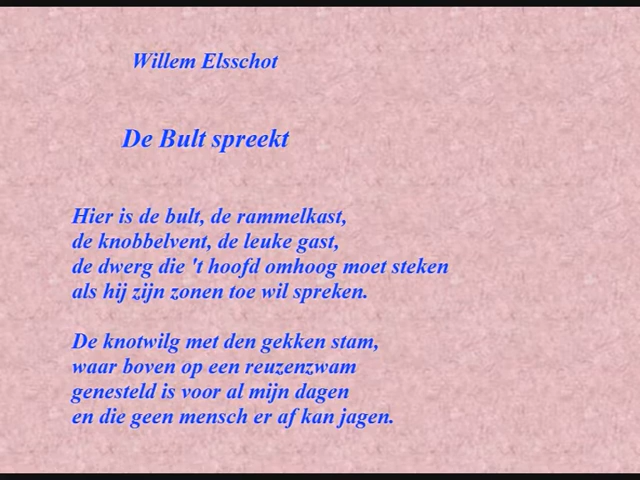 Willem Elsschot
De Bult spreekt
Hier is de bult, de rammelkast,
de knobbelvent, de leuke gast,
de dwerg die 't hoofd omhoog moet steken
als hij zijn zonen toe wil spreken.
De knotwilg met den gekken stam,
waar boven op een reuzenzwam
genesteld is voor al mijn dagen
en die geen mensch er af kan jagen.